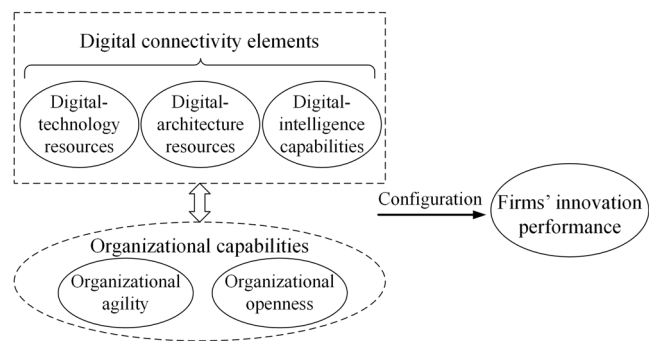 Digital connectivity elements
Digital-
technology
resources
Digital-
architecture
resources
Digital-
intelligence
capabilities
Configuration
Firms' innovation
performance
Organizational capabilities
Organizational
agility
Organizational
openness